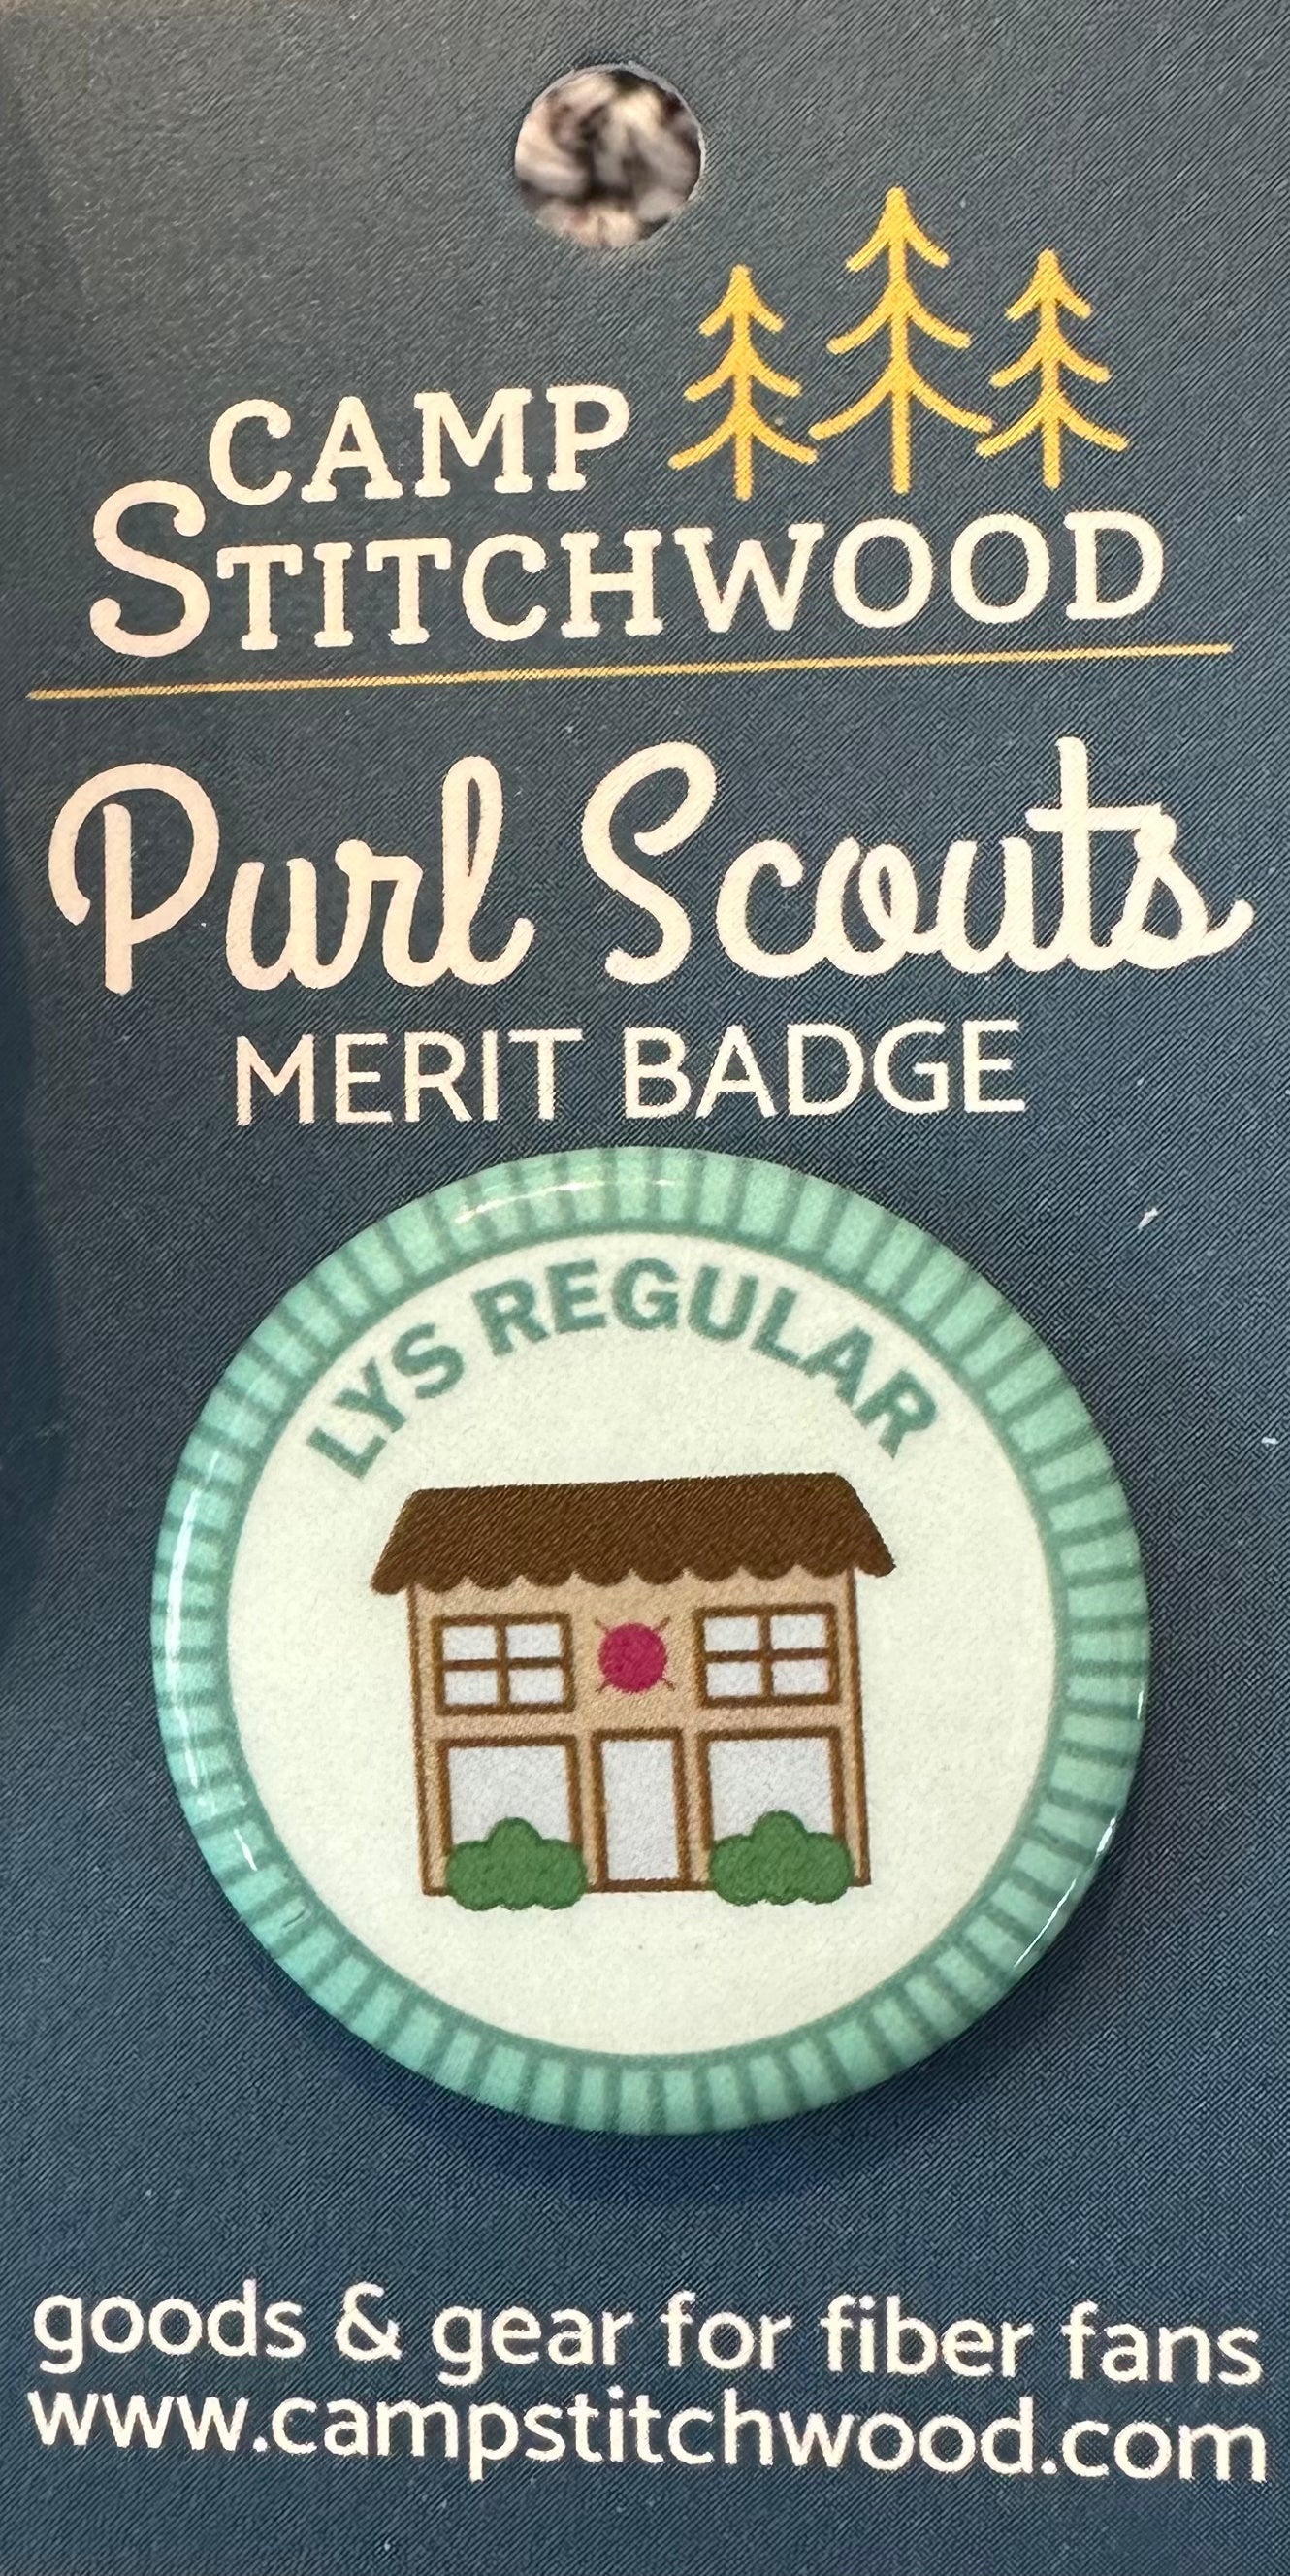 CAMP
STITCHWOOD
Purl Scouts
MERIT BADGE
LYS REGULAR
goods & gear for fiber fans
www.campstitchwood.com